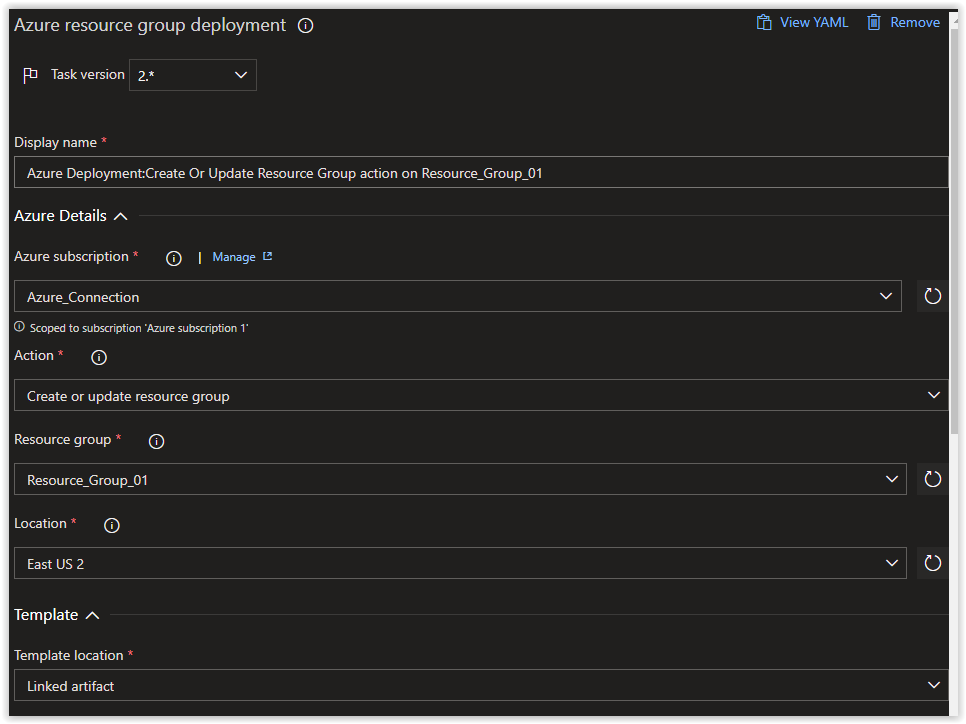 Azure resource group deployment
View YAML
Remove
Task version 2.*
Display name *
Azure Deployment:Create Or Update Resource Group action on Resource_Group_01
Azure Details
Azure subscription * | Manage
Azure_Connection
Scoped to subscription 'Azure subscription 1'
Action *
Create or update resource group
Resource group *
Resource_Group_01
Location *
East US 2
Template
Template location *
Linked artifact